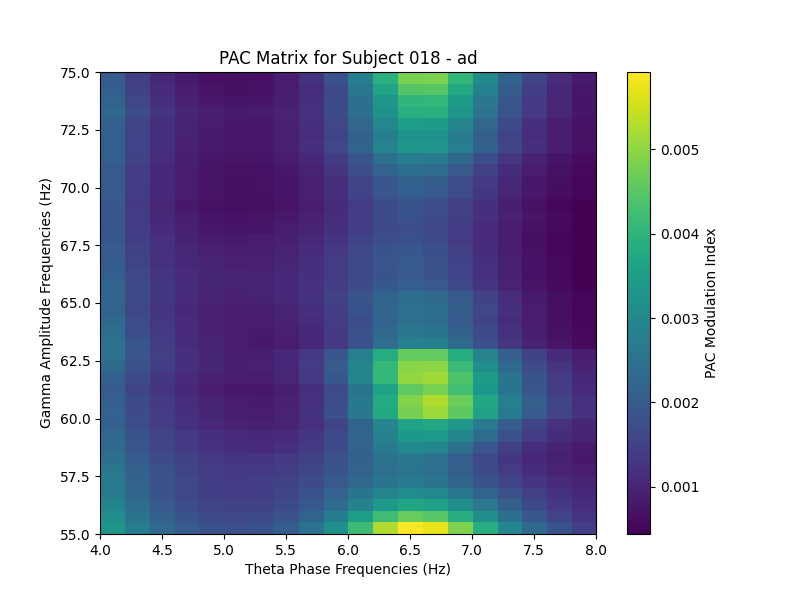 PAC Matrix for Subject 018 - ad
75.0
72.5
70.0
67.5
65.0
62.5
60.0
57.5
55.0
Gamma Amplitude Frequencies (Hz)
4.0 4.5 5.0 5.5 6.0 6.5 7.0 7.5 8.0
Theta Phase Frequencies (Hz)
0.005
0.004
0.003
0.002
0.001
PAC Modulation Index